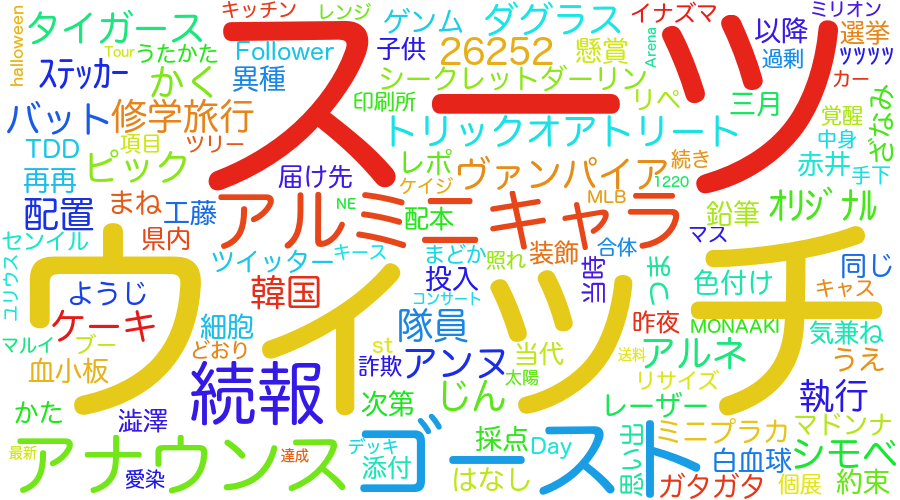 halloween
キッチン
レンジ
ゲンム
ダグラス
イナズマ
ミリオン
タイガース
Tour
うたかた
Follower
子供
26252
懸賞
Arena
以降
選挙
過剰
ッッッッ
ステッカー
かく
異種
シークレットダーリン
カー
スーツ
バット
修学旅行
印刷所
リペ
三月
覚醒
ざなみ
TDD
項目
ツリー
トリックオアトリート
中身
再再
ピック
レポ
ヴァンパイア
続き
赤井
手下
届け先
ケイジ
1220
配置
まね
工藤
アルミニキャラ
NE
配本
MLB
鉛筆
オリジナル
センイル
県内
マス
ユリウス
ツイッター
キース
まどか
照れ
装飾
合体
ようじ
韓国
投入
当時
つま
色付け
同じ
コンサート
キャス
ウィッチ
ケーキ
細胞
隊員
昨夜
MONAAKI
気兼ね
マルイ
ブー
どおり
st
アンヌ
当代
送料
アルネ
うえ
血小板
続報
詐欺
太陽
リサイズ
執行
かた
澁澤
次第
じん
レーザー
アナウンス
ゴースト
採点
Day
思い出
ミニプラカ
マドンナ
シモベ
最新
愛染
達成
デッキ
添付
はなし
ガタガタ
白血球
個展
約束